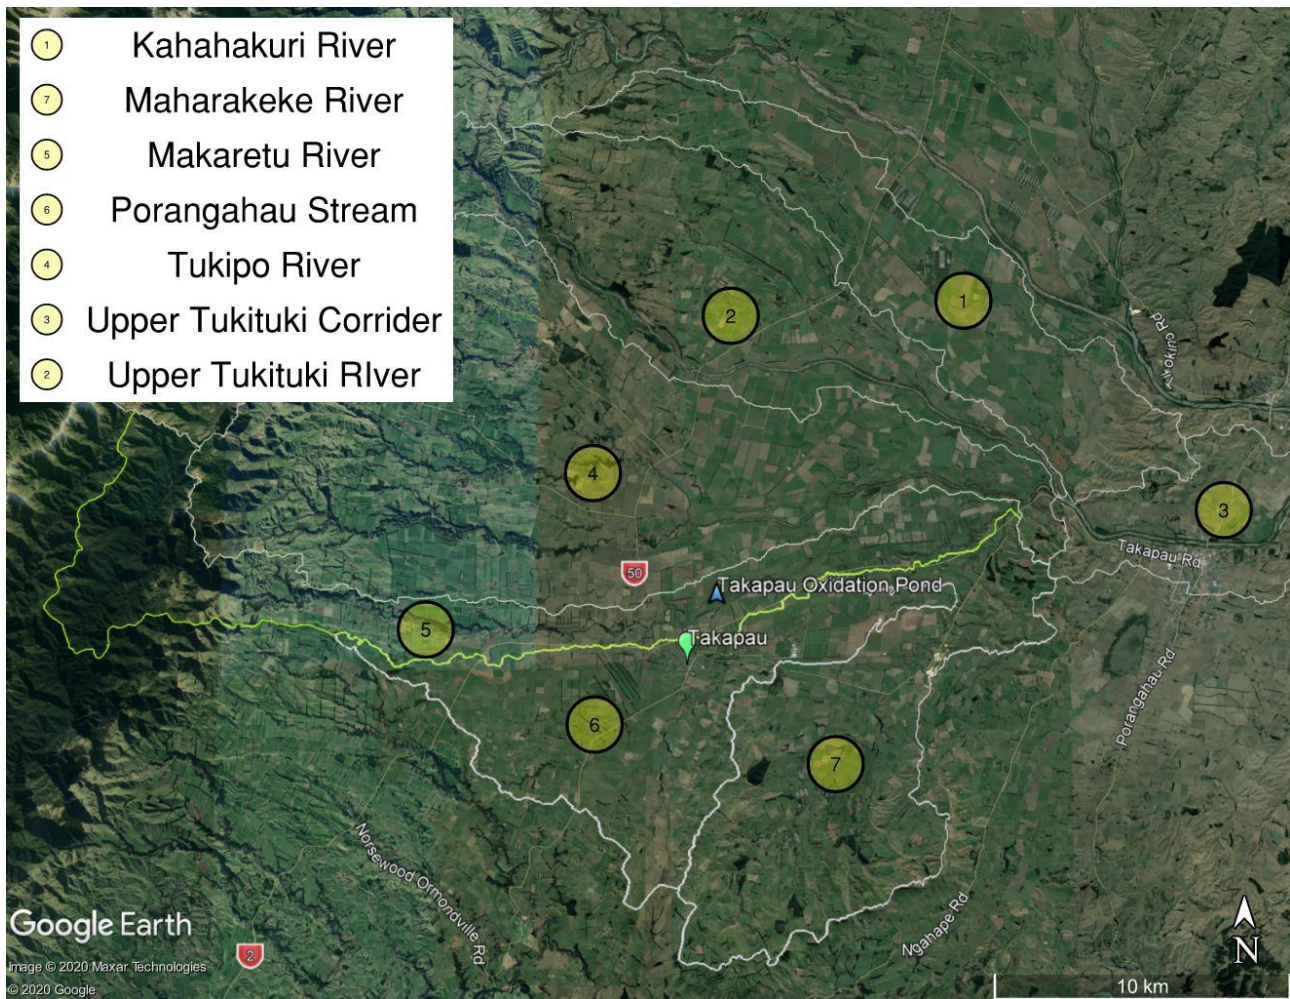 1 Kahahakuri River
7 Maharakeke River
5 Makaretu River
6 Porangahau Stream
4 Tukipo River
3 Upper Tukituki Corrider
2 Upper Tukituki RIver
1
2
Akokino Rd
4
3
Takapau Rd
50
Takapau Oxidation Pond
5
Takapau
Porangahau Rd
6
7
Norsewood Ormondville Rd
Ngahape Rd
Google Earth
N
2
Image © 2020 Maxar Technologies
© 2020 Google
10 km